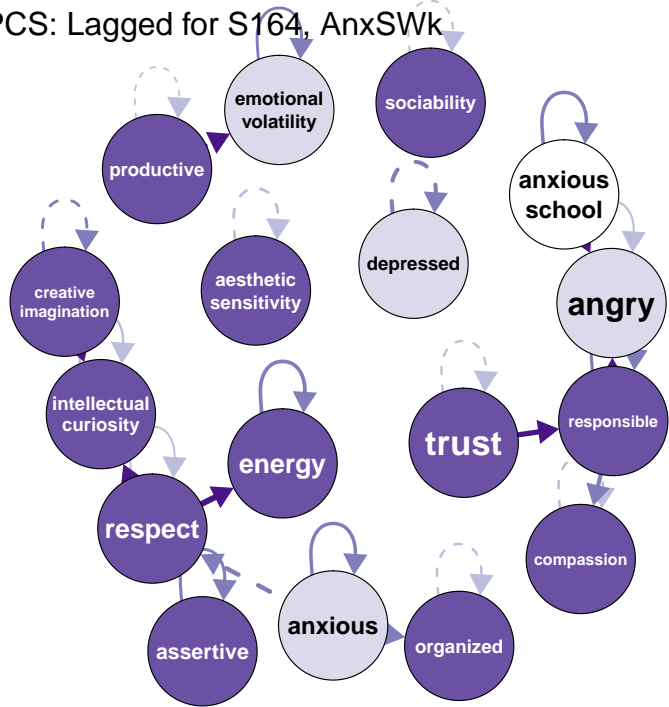 PCS: Lagged for S164, AnxSWk
emotional
volatility
sociability
productive
anxious
school
depressed
aesthetic
sensitivity
creative
imagination
angry
intellectual
curiosity
responsible
trust
energy
respect
compassion
anxious
organized
assertive